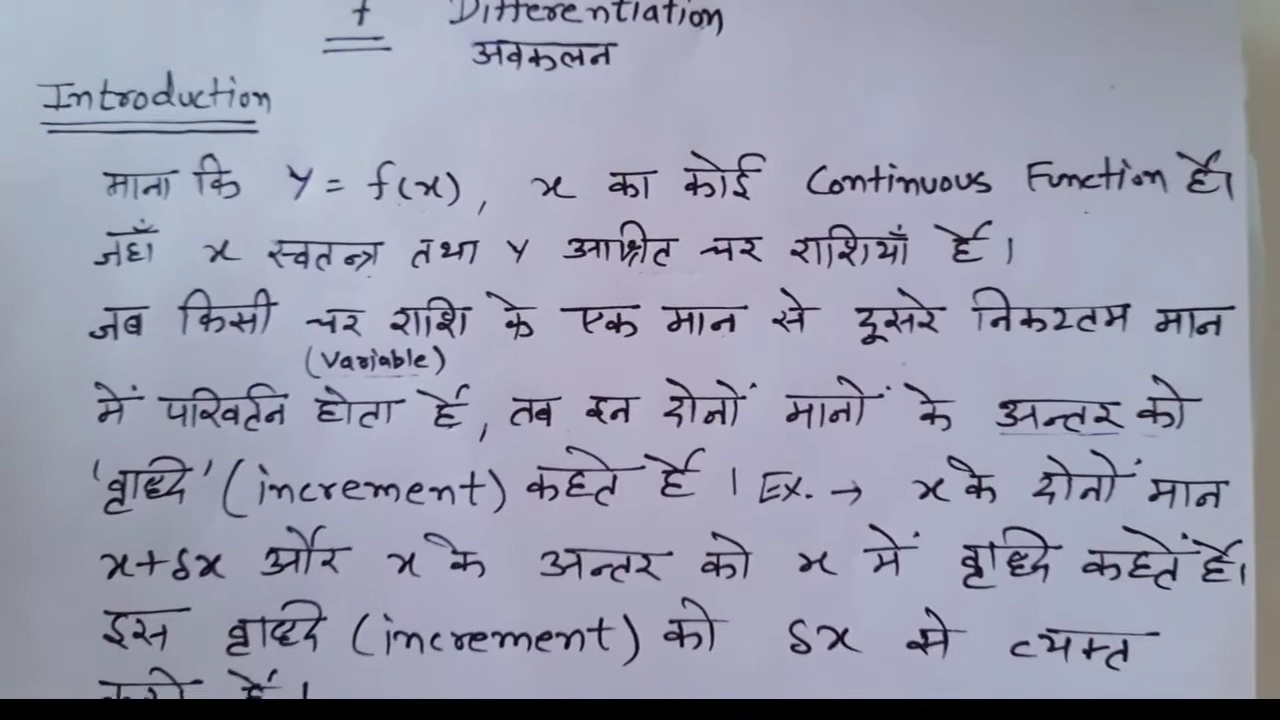 Differentiation
अवकलन
Introduction
माना कि y = f(x), x का कोई Continuous Function है।
जहाँ x स्वतन्त्र तथा y आश्रित चर राशियाँ हैं।
जब किसी चर राशि के एक मान से दूसरे निकटतम मान
(Variable)
में परिवर्तन होता है, तब इन दोनों मानों के अन्तर को
'वृद्धि' (increment) कहते हैं। Ex. → x के दोनों मान
x+δx और x के अन्तर को x में वृद्धि कहतें हैं।
इस वृद्धि (increment) को δx से व्यक्त